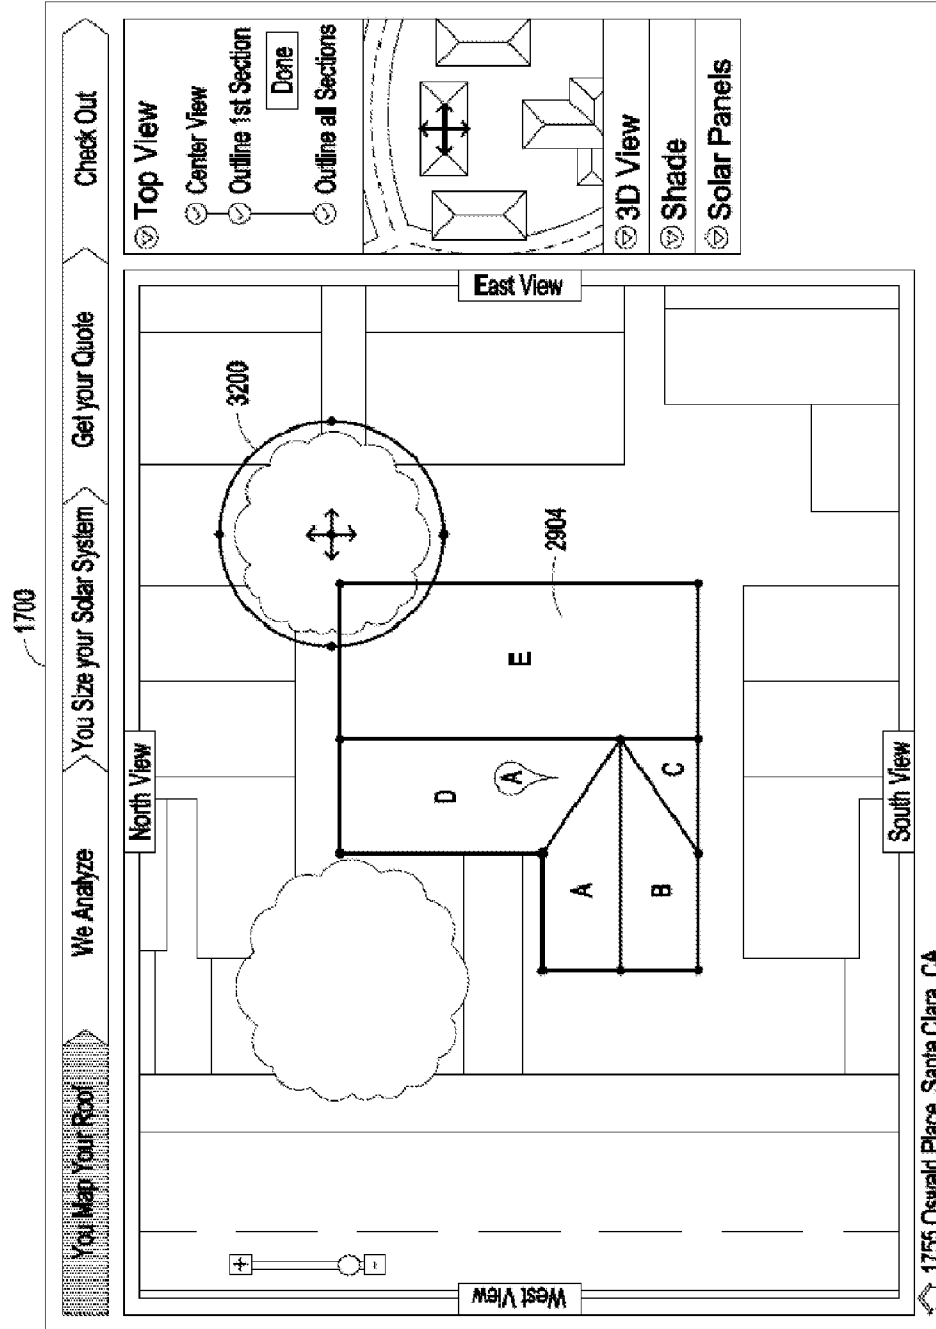 1700
You Map Your Roof
We Analyze
You Size your Solar System
Get your Quote
Check Out
North View
3200
2904
West View
East View
South View
D
E
A
A
B
C
+
-
Top View
Center View
Outline 1st Section
Done
Outline all Sections
3D View
Shade
Solar Panels
1755 Oswald Place, Santa Clara, CA